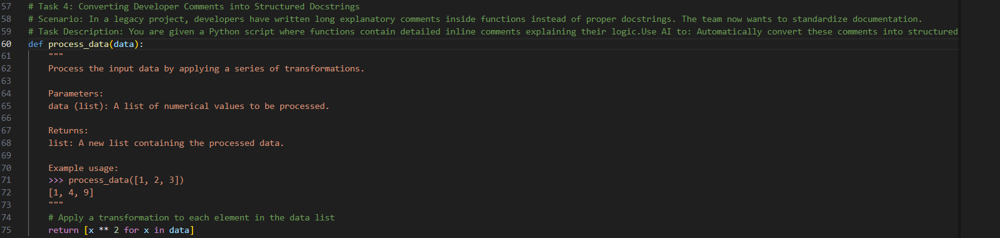 57 # Task 4: Converting Developer Comments into Structured Docstrings
58 # Scenario: In a legacy project, developers have written long explanatory comments inside functions instead of proper docstrings. The team now wants to standardize documentation.
59 # Task Description: You are given a Python script where functions contain detailed inline comments explaining their logic.Use AI to: Automatically convert these comments into structured
60 def process_data(data):
61     """
62     Process the input data by applying a series of transformations.
63
64     Parameters:
65     data (list): A list of numerical values to be processed.
66
67     Returns:
68     list: A new list containing the processed data.
69
70     Example usage:
71     >>> process_data([1, 2, 3])
72     [1, 4, 9]
73     """
74     # Apply a transformation to each element in the data list
75     return [x ** 2 for x in data]